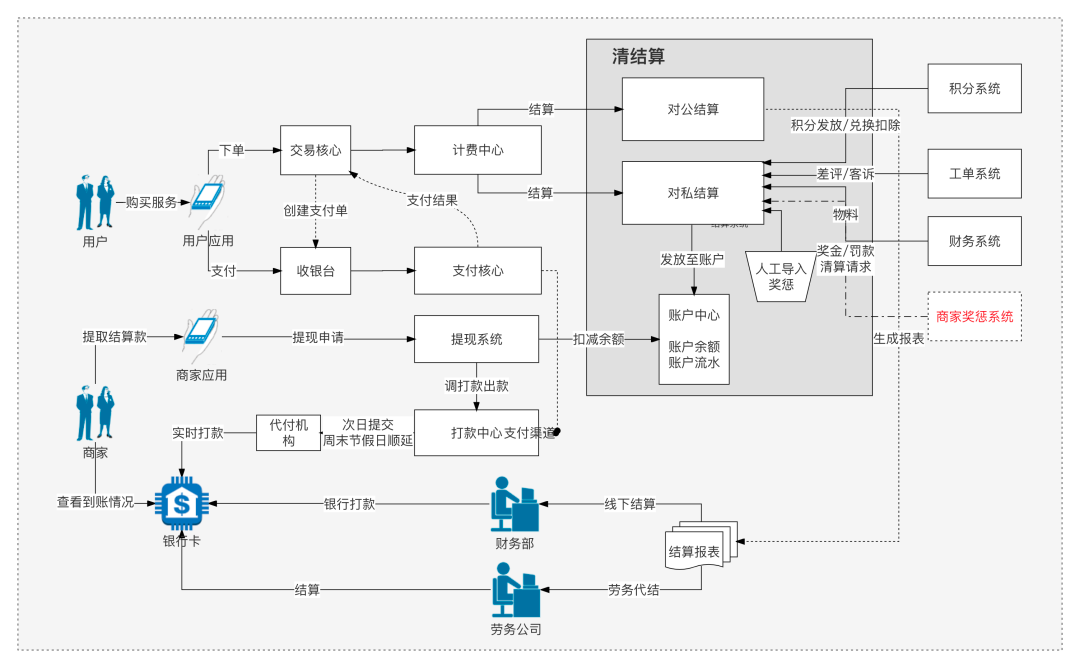 清结算
对公结算
积分系统
结算
积分发放/兑换扣除
下单
交易核心
计费中心
差评/客诉
工单系统
对私结算
结算
购买服务
支付结果
创建支付单
物料
用户
用户应用
财务系统
奖金/罚款
清算请求
发放至账户
支付
收银台
支付核心
人工导入
奖惩
账户中心
商家奖惩系统
提取结算款
提现申请
提现系统
扣减余额
生成报表
账户余额
账户流水
商家应用
调打款出款
代付机
构
次日提交
周末节假日顺延
实时打款
打款中心
支付渠道
商家
查看到账情况
银行打款
线下结算
银行卡
财务部
结算报表
结算
劳务代结
劳务公司